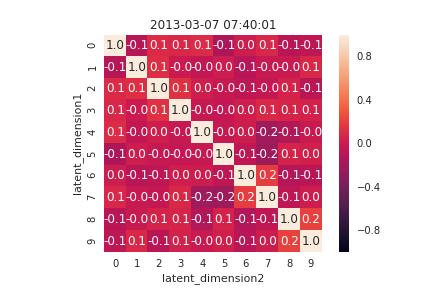 2013-03-07 07:40:01
latent_dimension1
0 1.0 -0.1 0.1 0.1 0.1 -0.1 0.0 0.1 -0.1 -0.1
1 -0.1 1.0 0.1 -0.0 -0.0 0.0 -0.1 -0.0 -0.0 0.1
2 0.1 0.1 1.0 0.1 0.0 -0.0 -0.1 -0.0 0.1 -0.1
3 0.1 -0.0 0.1 1.0 -0.0 -0.0 0.0 0.1 0.1 0.1
4 0.1 -0.0 0.0 -0.0 1.0 -0.0 0.0 -0.2 -0.1 -0.0
5 -0.1 0.0 -0.0 -0.0 -0.0 1.0 -0.1 -0.2 0.1 0.0
6 0.0 -0.1 -0.1 0.0 0.0 -0.1 1.0 0.2 -0.1 -0.1
7 0.1 -0.0 -0.0 0.1 -0.2 -0.2 0.2 1.0 -0.1 0.0
8 -0.1 -0.0 0.1 0.1 -0.1 0.1 -0.1 -0.1 1.0 0.2
9 -0.1 0.1 -0.1 0.1 -0.0 0.0 -0.1 0.0 0.2 1.0
0 1 2 3 4 5 6 7 8 9
latent_dimension2
0.8
0.4
0.0
-0.4
-0.8